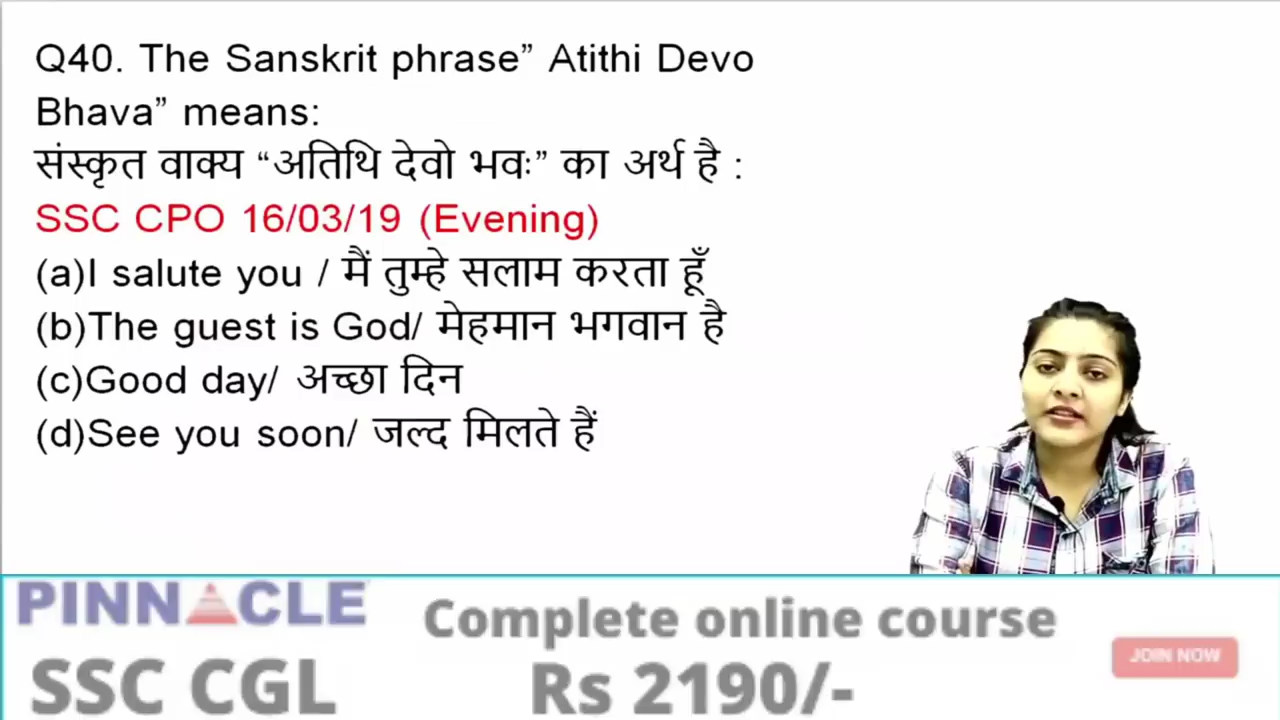 Q40. The Sanskrit phrase” Atithi Devo
Bhava” means:
संस्कृत वाक्य “अतिथि देवो भवः” का अर्थ है :
SSC CPO 16/03/19 (Evening)
(a)I salute you / मैं तुम्हे सलाम करता हूँ
(b)The guest is God/ मेहमान भगवान है
(c)Good day/ अच्छा दिन
(d)See you soon/ जल्द मिलते हैं
PINNACLE
SSC CGL
Complete online course
Rs 2190/-
JOIN NOW